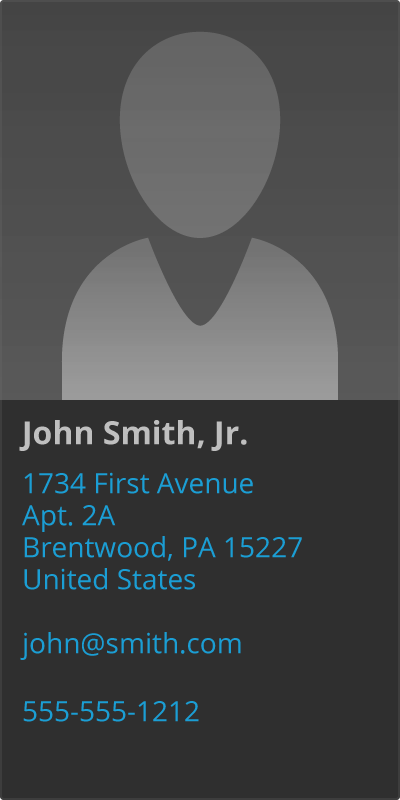 John Smith, Jr.
1734 First Avenue
Apt. 2A
Brentwood, PA 15227
United States
john@smith.com
555-555-1212